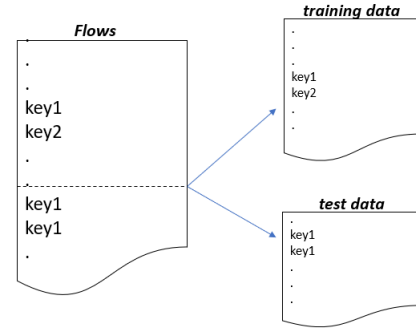 Flows
.
.
.
key1
key2
.
.
key1
key1
.
training data
.
.
.
key1
key2
.
.
test data
.
key1
key1
.
.
.